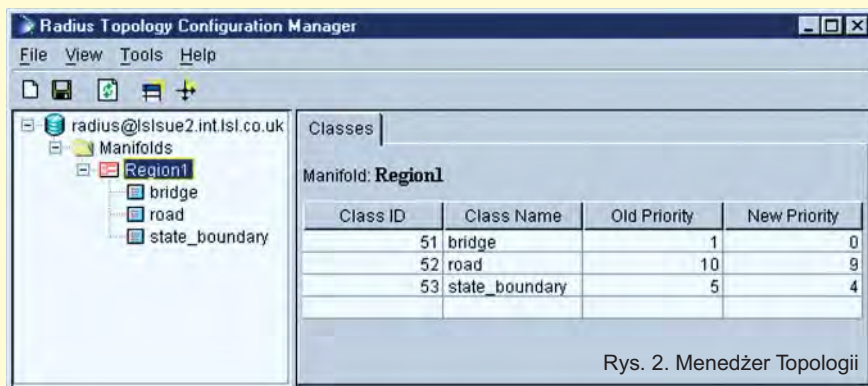 Radius Topology Configuration Manager
File View Tools Help
radius@lslsue2.int.lsl.co.uk
Manifolds
Region1
bridge
road
state_boundary
Classes
Manifold: Region1
Class ID Class Name Old Priority New Priority
51 bridge 1 0
52 road 10 9
53 state_boundary 5 4
Rys. 2. Menedżer Topologii